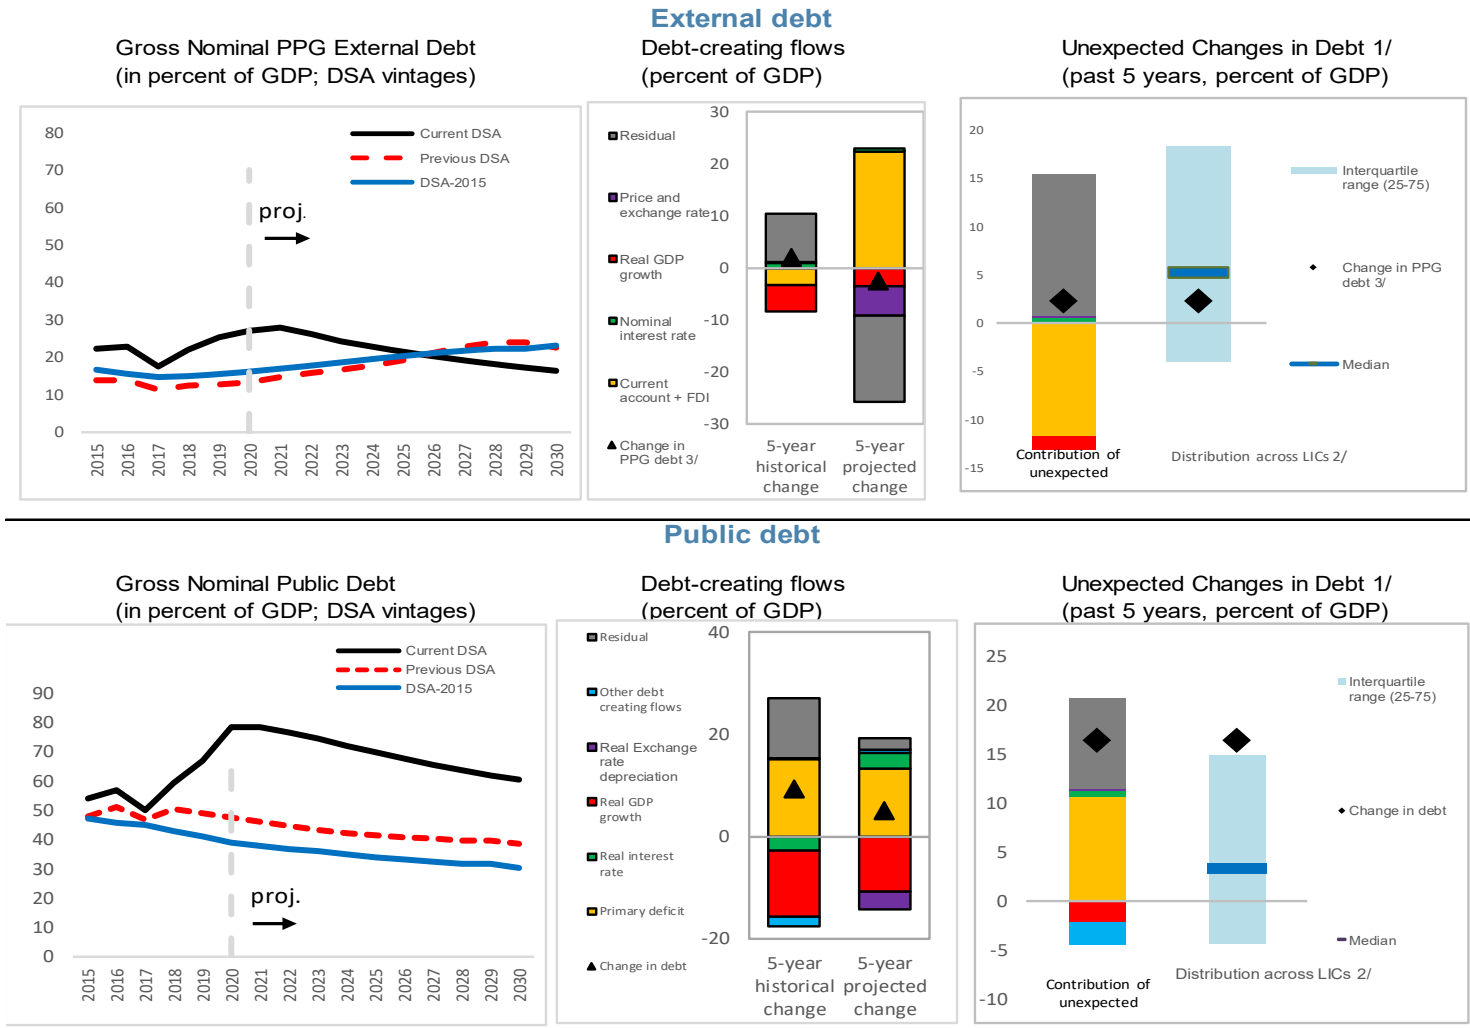 External debt
Gross Nominal PPG External Debt
(in percent of GDP; DSA vintages)
80
70
60
50
40
30
20
10
0
Current DSA
Previous DSA
DSA-2015
proj.
2015
2016
2017
2018
2019
2020
2021
2022
2023
2024
2025
2026
2027
2028
2029
2030
Debt-creating flows
(percent of GDP)
Residual
Price and
exchange rate
Real GDP
growth
Nominal
interest rate
Current
account + FDI
Change in
PPG debt 3/
30
20
10
0
-10
-20
-30
5-year
historical
change
5-year
projected
change
Unexpected Changes in Debt 1/
(past 5 years, percent of GDP)
20
15
10
5
0
-5
-10
-15
Interquartile
range (25-75)
Change in PPG
debt 3/
Median
Contribution of
unexpected
Distribution across LICs 2/
Public debt
Gross Nominal Public Debt
(in percent of GDP; DSA vintages)
Current DSA
Previous DSA
DSA-2015
90
80
70
60
50
40
30
20
10
0
proj.
2015
2016
2017
2018
2019
2020
2021
2022
2023
2024
2025
2026
2027
2028
2029
2030
Debt-creating flows
(percent of GDP)
Residual
Other debt
creating flows
Real Exchange
rate
depreciation
Real GDP
growth
Real interest
rate
Primary deficit
Change in debt
40
20
0
-20
5-year
historical
change
5-year
projected
change
Unexpected Changes in Debt 1/
(past 5 years, percent of GDP)
25
20
15
10
5
0
-5
-10
Interquartile
range (25-75)
Change in debt
Median
Contribution of
unexpected
Distribution across LICs 2/